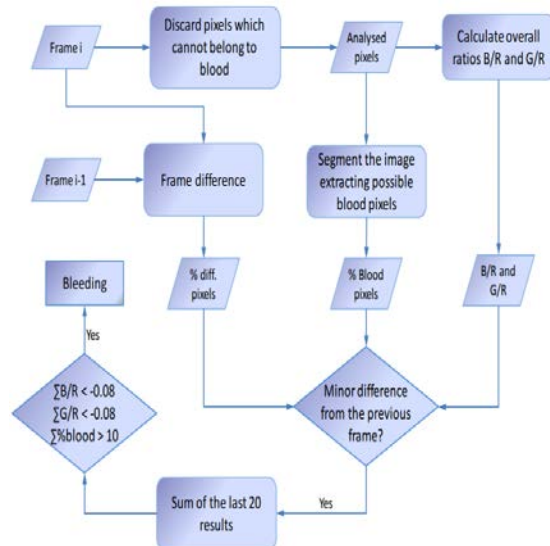 Frame i
Discard pixels which
cannot belong to
blood
Analysed
pixels
Calculate overall
ratios B/R and G/R
Frame i-1
Frame difference
Segment the image
extracting possible
blood pixels
Bleeding
% diff.
pixels
% Blood
pixels
B/R and
G/R
Yes
∑B/R < -0.08
∑G/R < -0.08
∑%blood > 10
Minor difference
from the previous
frame?
Sum of the last 20
results
Yes